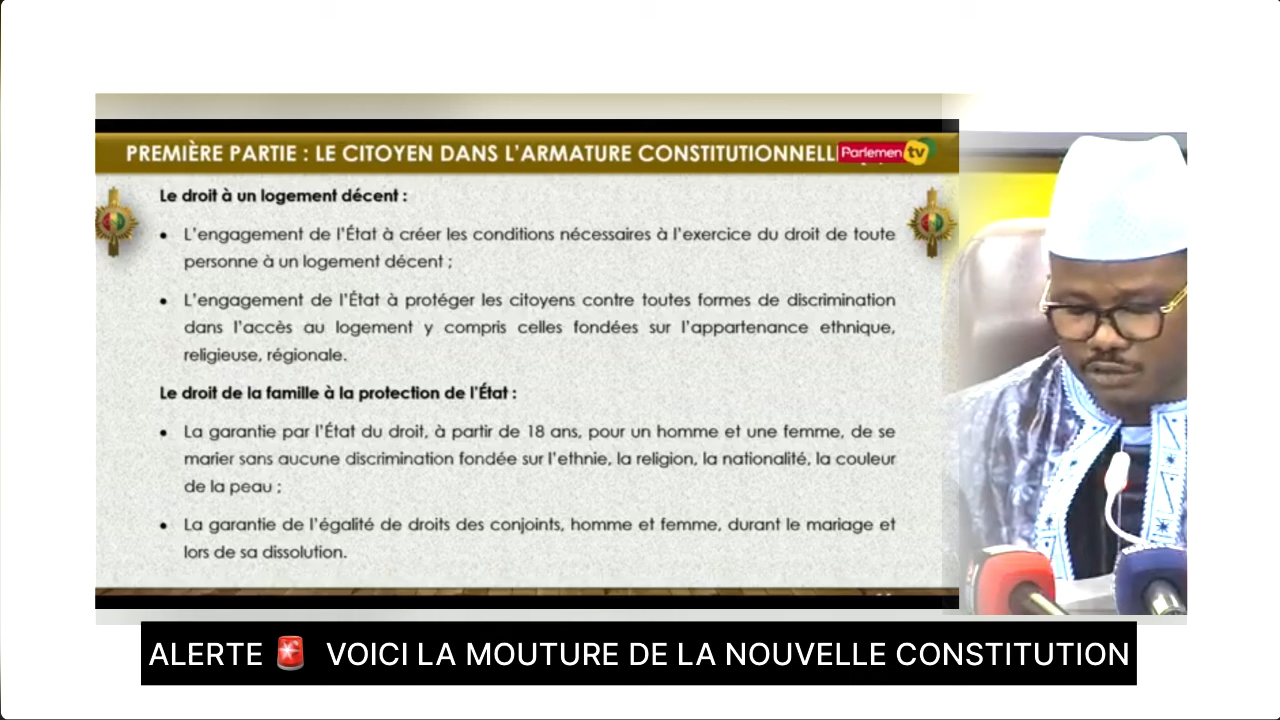 PREMIÈRE PARTIE : LE CITOYEN DANS L'ARMATURE CONSTITUTIONNELL
Parlemen tv
Le droit à un logement décent :
• L'engagement de l'État à créer les conditions nécessaires à l'exercice du droit de toute
personne à un logement décent ;
• L'engagement de l'État à protéger les citoyens contre toutes formes de discrimination
dans l'accès au logement y compris celles fondées sur l'appartenance ethnique,
religieuse, régionale.
Le droit de la famille à la protection de l'État :
• La garantie par l'État du droit, à partir de 18 ans, pour un homme et une femme, de se
marier sans aucune discrimination fondée sur l'ethnie, la religion, la nationalité, la couleur
de la peau ;
• La garantie de l'égalité de droits des conjoints, homme et femme, durant le mariage et
lors de sa dissolution.
ALERTE 🚨 VOICI LA MOUTURE DE LA NOUVELLE CONSTITUTION